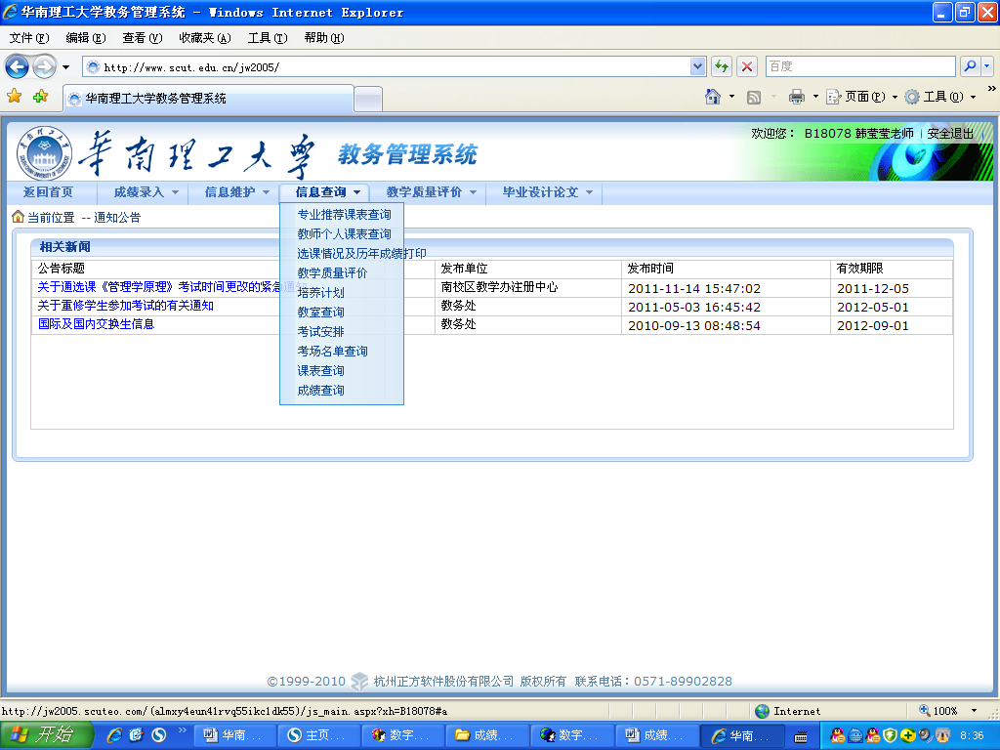 华南理工大学教务管理系统 - Windows Internet Explorer
文件(F) 编辑(E) 查看(V) 收藏夹(A) 工具(T) 帮助(H)
http://www.scut.edu.cn/jw2005/
百度
华南理工大学教务管理系统
页面(P) 工具(O) »
欢迎您： B18078 韩莹莹老师 | 安全退出
华南理工大学 教务管理系统
返回首页 成绩录入 信息维护 信息查询 教学质量评价 毕业设计论文
当前位置 -- 通知公告
专业推荐课表查询
教师个人课表查询
选课情况及历年成绩打印
教学质量评价
培养计划
教室查询
考试安排
考场名单查询
课表查询
成绩查询
相关新闻
公告标题 发布单位 发布时间 有效期限
关于通选课《管理学原理》考试时间更改的紧急通知 南校区教学办注册中心 2011-11-14 15:47:02 2011-12-05
关于重修学生参加考试的有关通知 教务处 2011-05-03 16:45:42 2012-05-01
国际及国内交换生信息 教务处 2010-09-13 08:48:54 2012-09-01
©1999-2010 杭州正方软件股份有限公司 版权所有 联系电话：0571-89902828
http://jw2005.scuteo.com/(almxy4eun41rvq55ikc1dk55)/js_main.aspx?xh=B18078#a
Internet 100%
开始 » 华南... 主页... 数字... 成绩... 数字... 成绩... 华南... 8:36